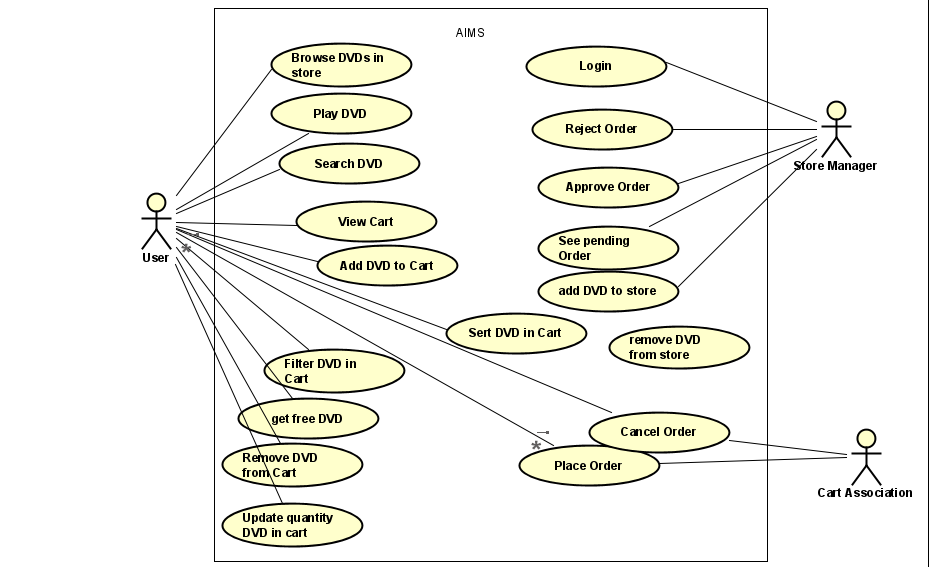 AIMS
Browse DVDs in
store
Login
Play DVD
Reject Order
Search DVD
Store Manager
Approve Order
View Cart
See pending
Order
User
*
Add DVD to Cart
add DVD to store
Sert DVD in Cart
remove DVD
from store
Filter DVD in
Cart
get free DVD
Cancel Order
*
Remove DVD
from Cart
Place Order
Cart Association
Update quantity
DVD in cart